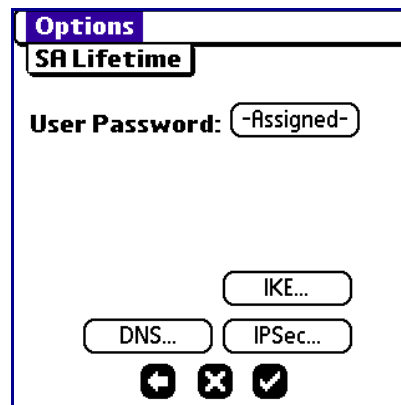 Options
SA Lifetime
User Password: -Assigned-
IKE...
DNS... IPSec...